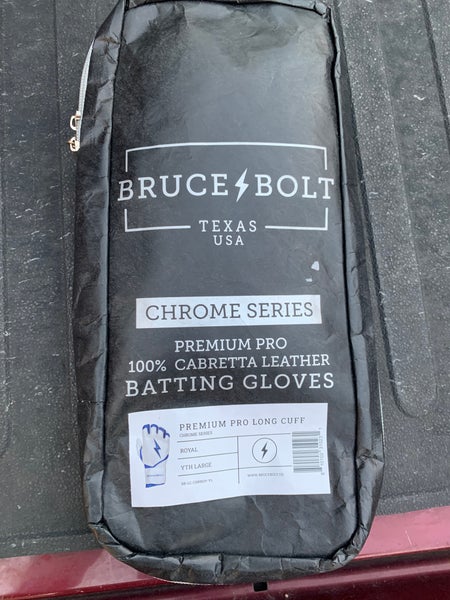 BRUCE BOLT
TEXAS
USA
CHROME SERIES
PREMIUM PRO
100% CABRETTA LEATHER
BATTING GLOVES
PREMIUM PRO LONG CUFF
CHROME SERIES
ROYAL
YTH LARGE